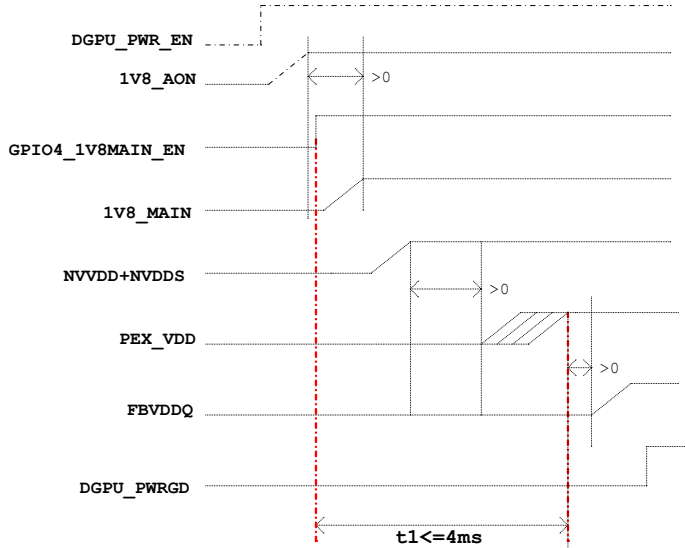 DGPU_PWR_EN
1V8_AON
>0
GPIO4_1V8MAIN_EN
1V8_MAIN
NVVDD+NVDDS
>0
PEX_VDD
>0
FBVDDQ
DGPU_PWRGD
t1<=4ms